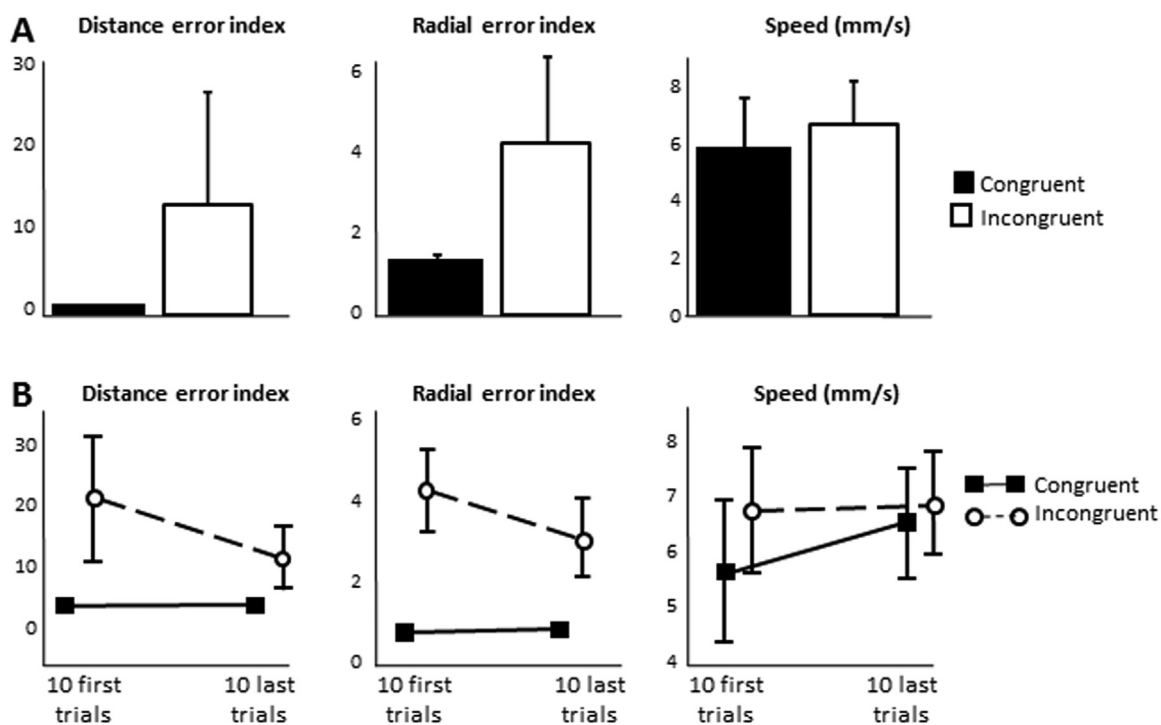 A
Distance error index
Radial error index
Speed (mm/s)
30
20
10
0
6
4
2
0
8
6
4
2
0
Congruent
Incongruent
B
Distance error index
Radial error index
Speed (mm/s)
30
20
10
0
6
4
2
0
8
7
6
5
4
Congruent
Incongruent
10 first
trials
10 last
trials
10 first
trials
10 last
trials
10 first
trials
10 last
trials